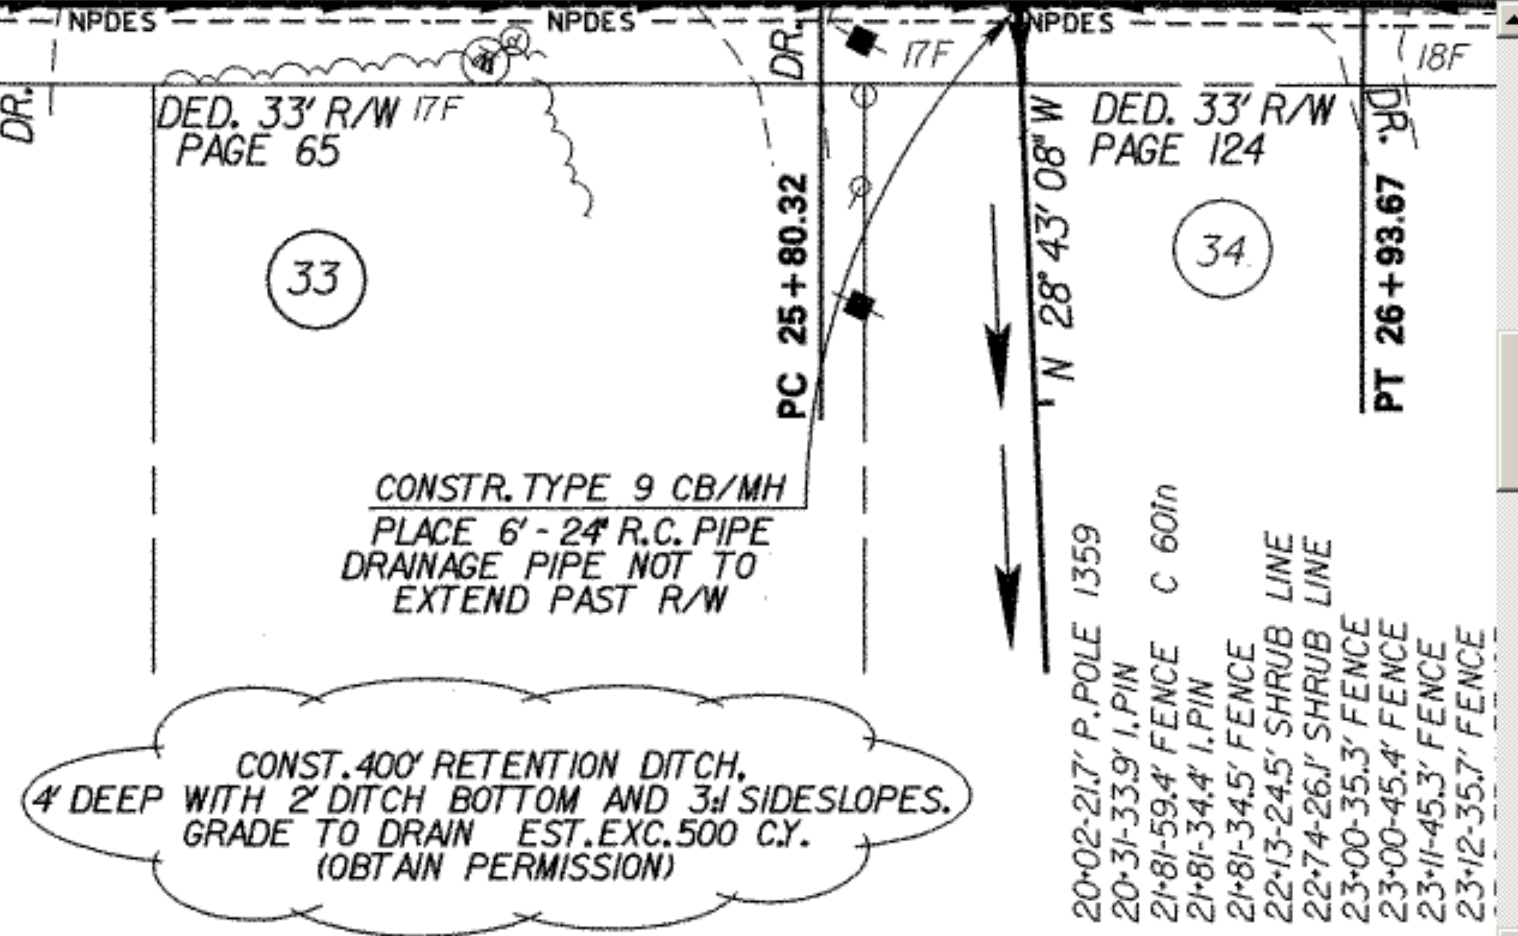 NPDES
NPDES
NPDES
DR.
DR.
17F
18F
DR.
DED. 33' R/W 17F
PAGE 65
DED. 33' R/W
PAGE 124
33
34
PC 25+80.32
N 28° 43' 08" W
PT 26+93.67
CONSTR. TYPE 9 CB/MH
PLACE 6' - 24" R.C. PIPE
DRAINAGE PIPE NOT TO
EXTEND PAST R/W
CONST. 400' RETENTION DITCH.
4' DEEP WITH 2' DITCH BOTTOM AND 3:1 SIDESLOPES.
GRADE TO DRAIN EST. EXC. 500 C.Y.
(OBTAIN PERMISSION)
20+02-21.7' P.POLE 1359
20+31-33.9' I.PIN
21+81-59.4' FENCE C 60in
21+81-34.4' I.PIN
21+81-34.5' FENCE
22+13-24.5' SHRUB LINE
22+74-26.1' SHRUB LINE
23+00-35.3' FENCE
23+00-45.4' FENCE
23+11-45.3' FENCE
23+12-35.7' FENCE